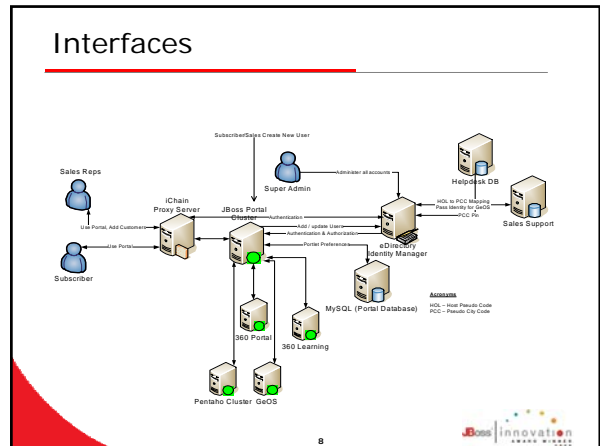 Interfaces
Subscriber/Sales Create New User
Sales Reps
Super Admin
Administer all accounts
Helpdesk DB
iChain
Proxy Server
JBoss Portal
Cluster
Authentication
HOL to PCC Mapping
Pass Identity for GeOS
Sales Support
Use Portal, Add Customers
Add / update Users
PCC Pin
Authentication & Authorization
eDirectory
Identity Manager
Use Portal
Portlet Preferences
Subscriber
MySQL (Portal Database)
Acronyms
HOL – Host Pseudo Code
PCC – Pseudo City Code
360 Portal
360 Learning
Pentaho Cluster
GeOS
8
JBoss innovation
AWARD WINNER